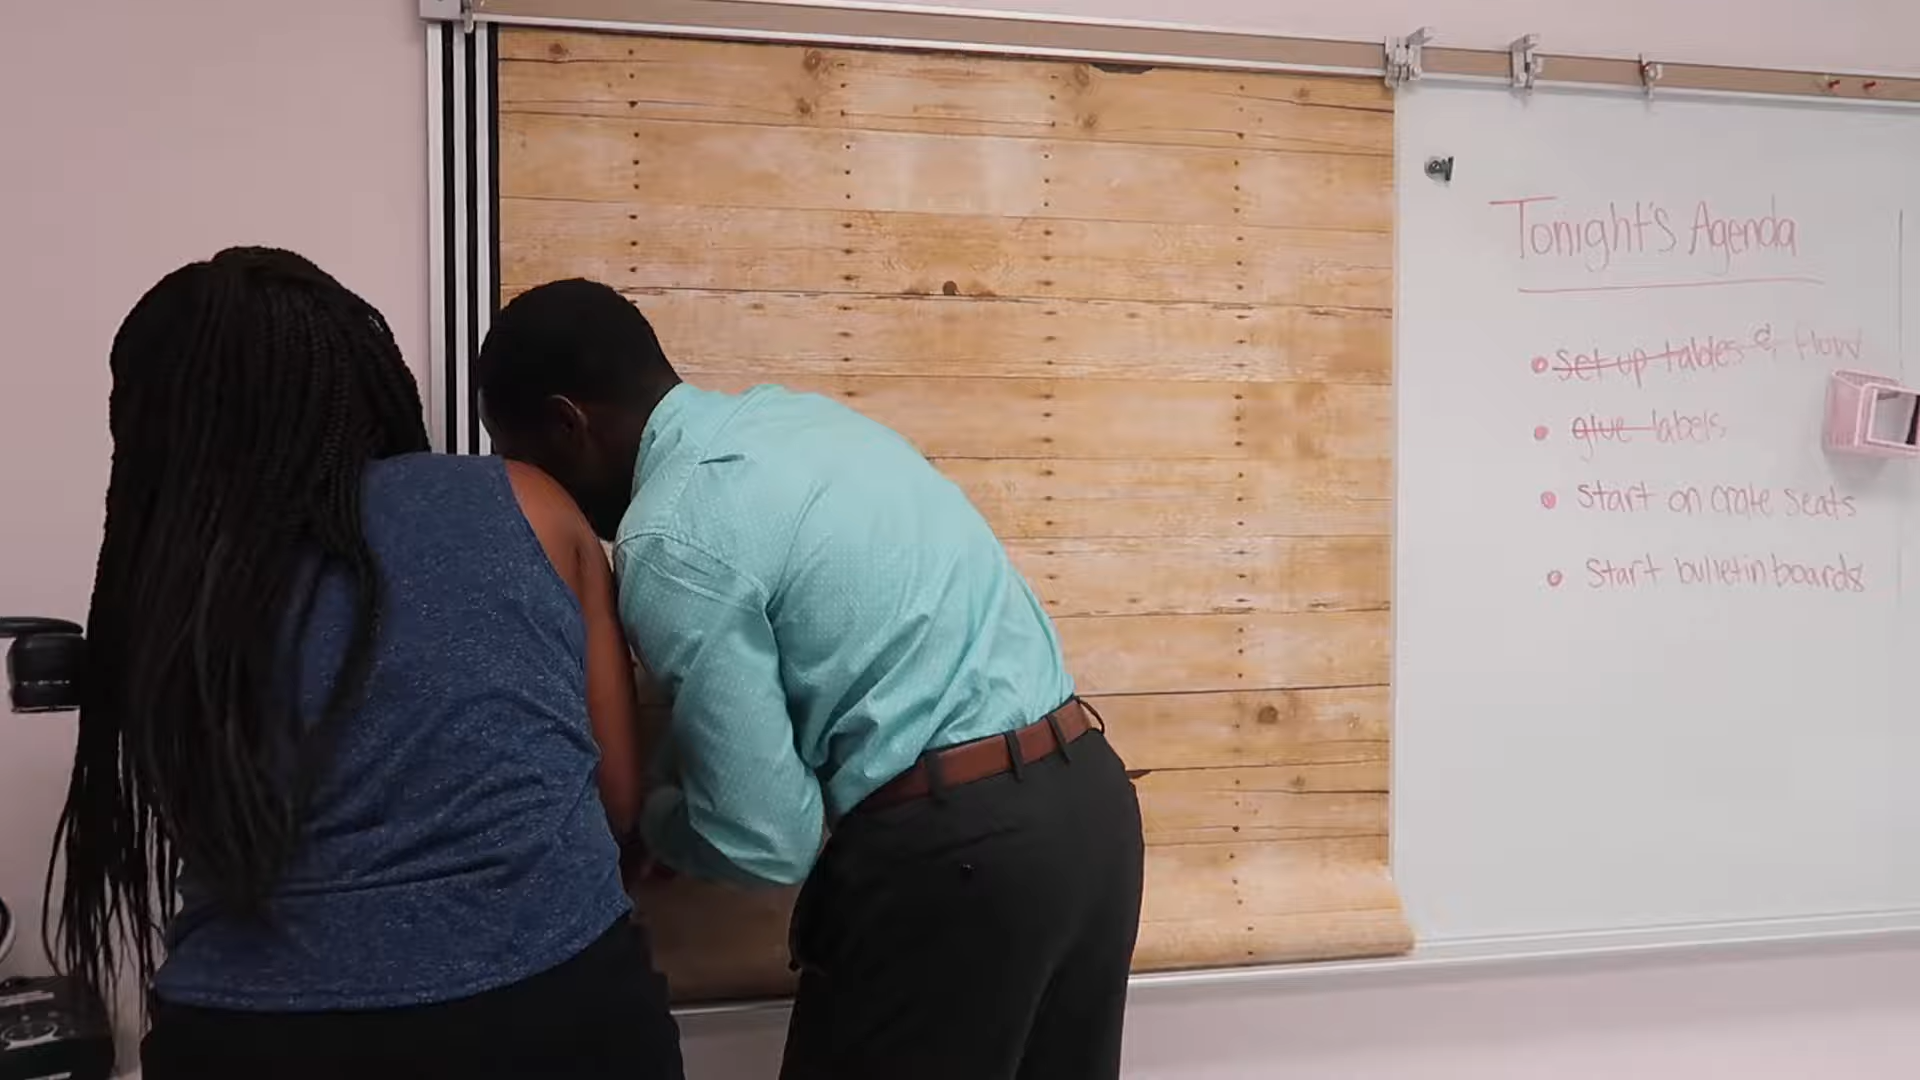 Tonight's Agenda
• Set up tables & flow
• glue labels
• Start on crate seats
• Start bulletin boards